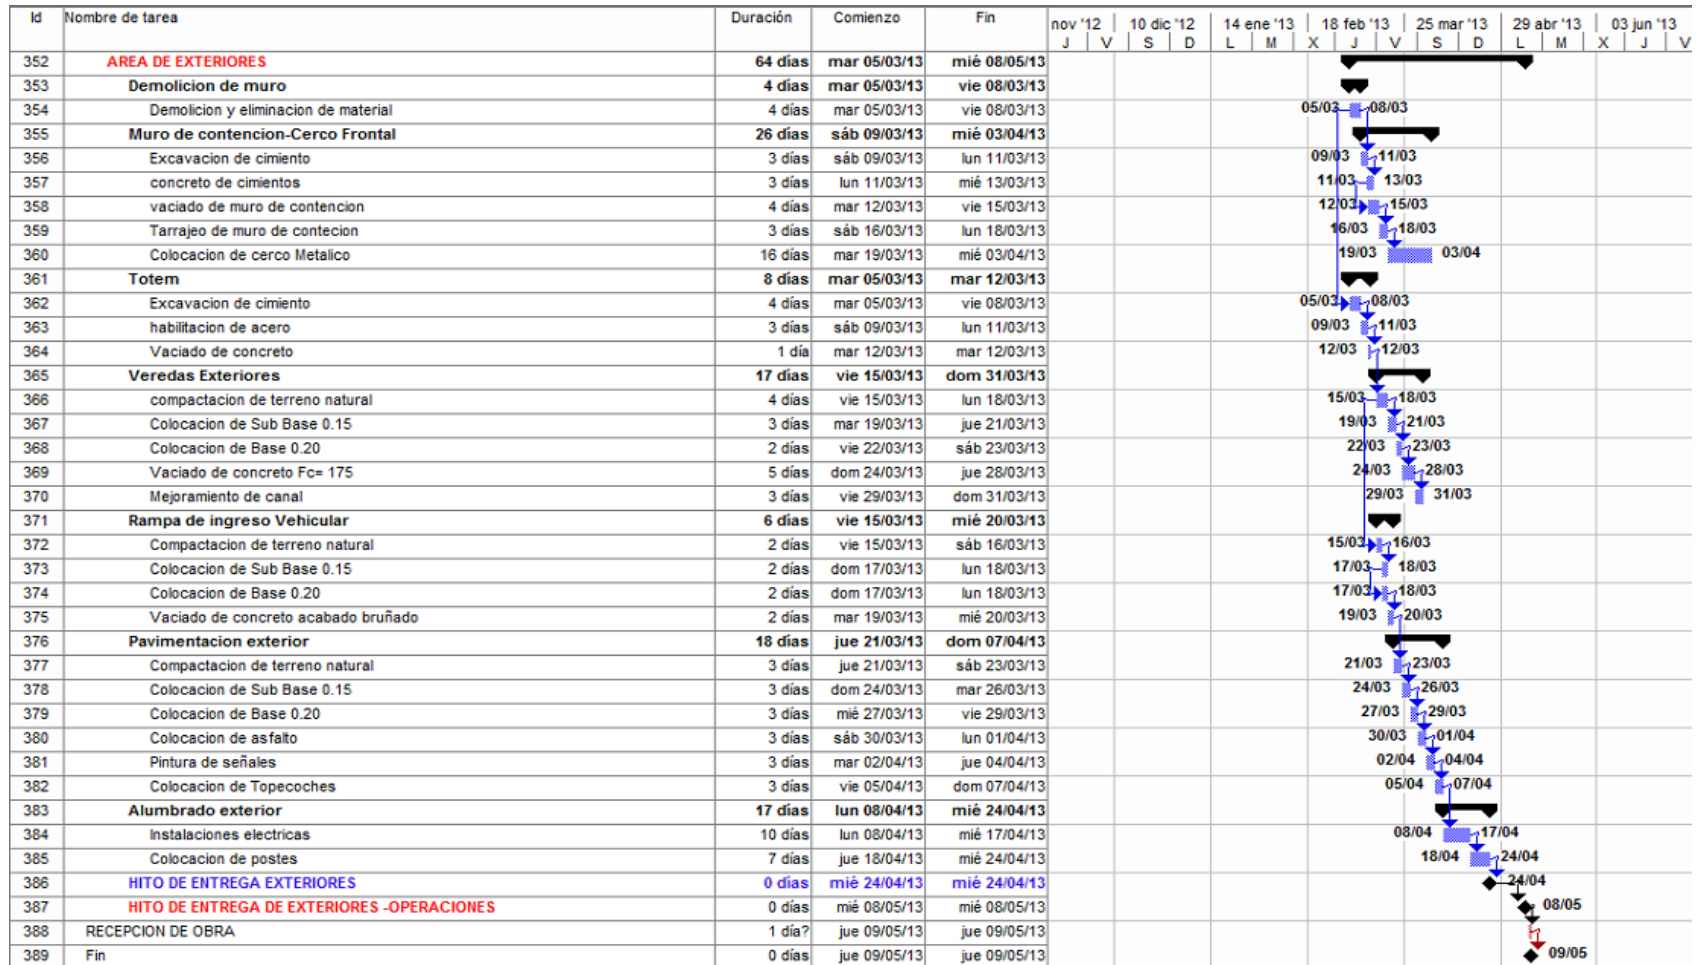 Id Nombre de tarea Duración Comienzo Fin nov '12 10 dic '12 14 ene '13 18 feb '13 25 mar '13 29 abr '13 03 jun '13
J V S D L M X J V S D L M X J V
352 AREA DE EXTERIORES 64 días mar 05/03/13 mié 08/05/13
353 Demolicion de muro 4 días mar 05/03/13 vie 08/03/13
354 Demolicion y eliminacion de material 4 días mar 05/03/13 vie 08/03/13 05/03 08/03
355 Muro de contencion-Cerco Frontal 26 días sáb 09/03/13 mié 03/04/13
356 Excavacion de cimiento 3 días sáb 09/03/13 lun 11/03/13 09/03 11/03
357 concreto de cimientos 3 días lun 11/03/13 mié 13/03/13 11/03 13/03
358 vaciado de muro de contencion 4 días mar 12/03/13 vie 15/03/13 12/03 15/03
359 Tarrajeo de muro de contecion 3 días sáb 16/03/13 lun 18/03/13 16/03 18/03
360 Colocacion de cerco Metalico 16 días mar 19/03/13 mié 03/04/13 19/03 03/04
361 Totem 8 días mar 05/03/13 mar 12/03/13
362 Excavacion de cimiento 4 días mar 05/03/13 vie 08/03/13 05/03 08/03
363 habilitacion de acero 3 días sáb 09/03/13 lun 11/03/13 09/03 11/03
364 Vaciado de concreto 1 día mar 12/03/13 mar 12/03/13 12/03 12/03
365 Veredas Exteriores 17 días vie 15/03/13 dom 31/03/13
366 compactacion de terreno natural 4 días vie 15/03/13 lun 18/03/13 15/03 18/03
367 Colocacion de Sub Base 0.15 3 días mar 19/03/13 jue 21/03/13 19/03 21/03
368 Colocacion de Base 0.20 2 días vie 22/03/13 sáb 23/03/13 22/03 23/03
369 Vaciado de concreto Fc= 175 5 días dom 24/03/13 jue 28/03/13 24/03 28/03
370 Mejoramiento de canal 3 días vie 29/03/13 dom 31/03/13 29/03 31/03
371 Rampa de ingreso Vehicular 6 días vie 15/03/13 mié 20/03/13
372 Compactacion de terreno natural 2 días vie 15/03/13 sáb 16/03/13 15/03 16/03
373 Colocacion de Sub Base 0.15 2 días dom 17/03/13 lun 18/03/13 17/03 18/03
374 Colocacion de Base 0.20 2 días dom 17/03/13 lun 18/03/13 17/03 18/03
375 Vaciado de concreto acabado bruñado 2 días mar 19/03/13 mié 20/03/13 19/03 20/03
376 Pavimentacion exterior 18 días jue 21/03/13 dom 07/04/13
377 Compactacion de terreno natural 3 días jue 21/03/13 sáb 23/03/13 21/03 23/03
378 Colocacion de Sub Base 0.15 3 días dom 24/03/13 mar 26/03/13 24/03 26/03
379 Colocacion de Base 0.20 3 días mié 27/03/13 vie 29/03/13 27/03 29/03
380 Colocacion de asfalto 3 días sáb 30/03/13 lun 01/04/13 30/03 01/04
381 Pintura de señales 3 días mar 02/04/13 jue 04/04/13 02/04 04/04
382 Colocacion de Topecoches 3 días vie 05/04/13 dom 07/04/13 05/04 07/04
383 Alumbrado exterior 17 días lun 08/04/13 mié 24/04/13
384 Instalaciones electricas 10 días lun 08/04/13 mié 17/04/13 08/04 17/04
385 Colocacion de postes 7 días jue 18/04/13 mié 24/04/13 18/04 24/04
386 HITO DE ENTREGA EXTERIORES 0 días mié 24/04/13 mié 24/04/13 24/04
387 HITO DE ENTREGA DE EXTERIORES -OPERACIONES 0 días mié 08/05/13 mié 08/05/13 08/05
388 RECEPCION DE OBRA 1 día? jue 09/05/13 jue 09/05/13
389 Fin 0 días jue 09/05/13 jue 09/05/13 09/05